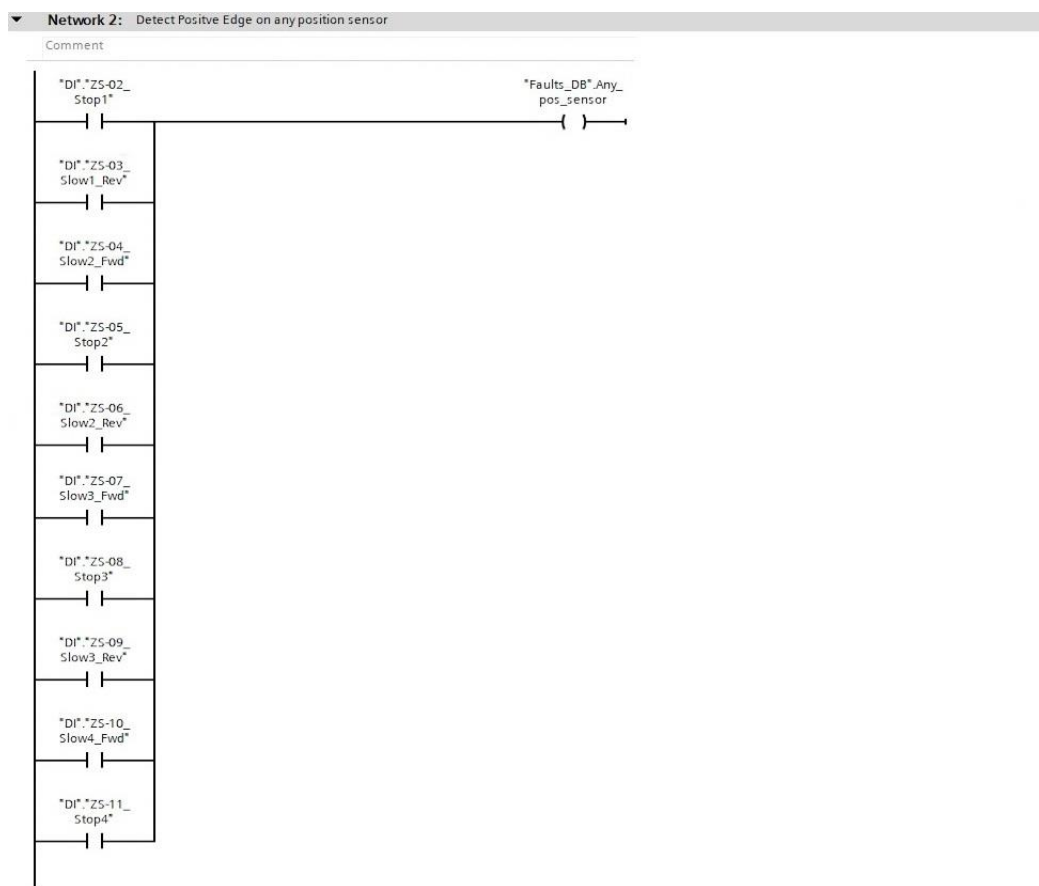 Network 2: Detect Positve Edge on any position sensor
Comment
"DI"."ZS-02_
Stop1"
"Faults_DB".Any_
pos_sensor
"DI"."ZS-03_
Slow1_Rev"
"DI"."ZS-04_
Slow2_Fwd"
"DI"."ZS-05_
Stop2"
"DI"."ZS-06_
Slow2_Rev"
"DI"."ZS-07_
Slow3_Fwd"
"DI"."ZS-08_
Stop3"
"DI"."ZS-09_
Slow3_Rev"
"DI"."ZS-10_
Slow4_Fwd"
"DI"."ZS-11_
Stop4"